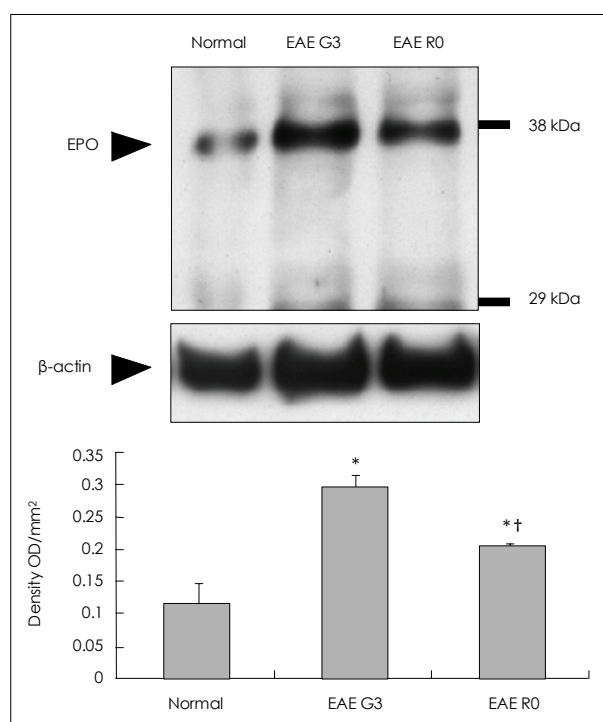 Normal EAE G3 EAE R0
EPO
38 kDa
29 kDa
β-actin
0.35
0.3
0.25
0.2
0.15
0.1
0.05
0
Density OD/mm²
*
*†
Normal EAE G3 EAE R0